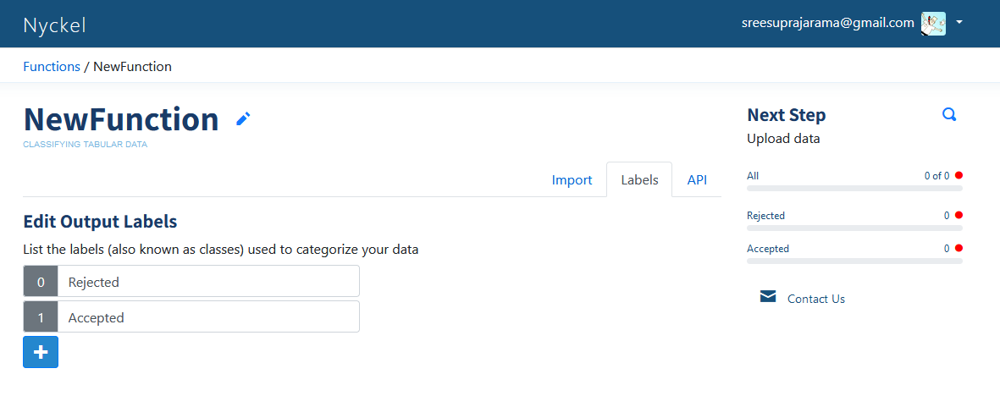 Nyckel
sreesuprajarama@gmail.com
Functions / NewFunction
NewFunction
CLASSIFYING TABULAR DATA
Import
Labels
API
Edit Output Labels
List the labels (also known as classes) used to categorize your data
0 Rejected
1 Accepted
Next Step
Upload data
All 0 of 0
Rejected 0
Accepted 0
Contact Us